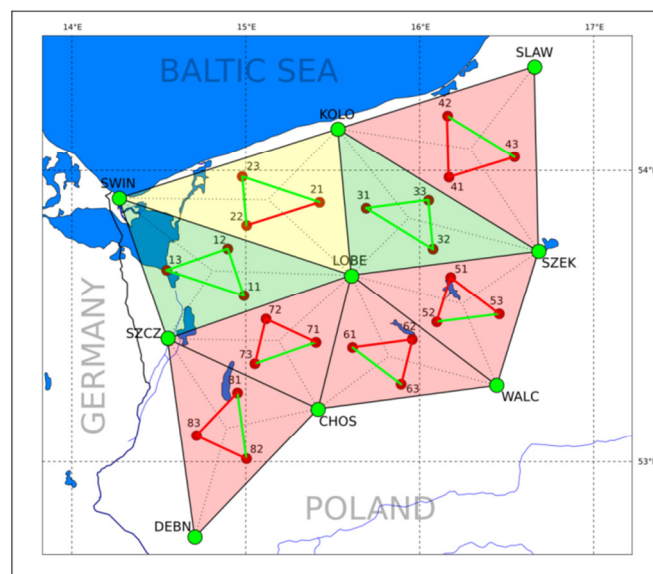 14°E 15°E 16°E 17°E
SLAW
BALTIC SEA
42
KOLO
43
54°N
23
41
SWIN
21
31
33
22
12
32
13
LOBE
SZEK
11
51
72
52
53
SZCZ
71
61
62
73
GERMANY
81
63
WALC
83
CHOS
82
53°N
POLAND
DEBN